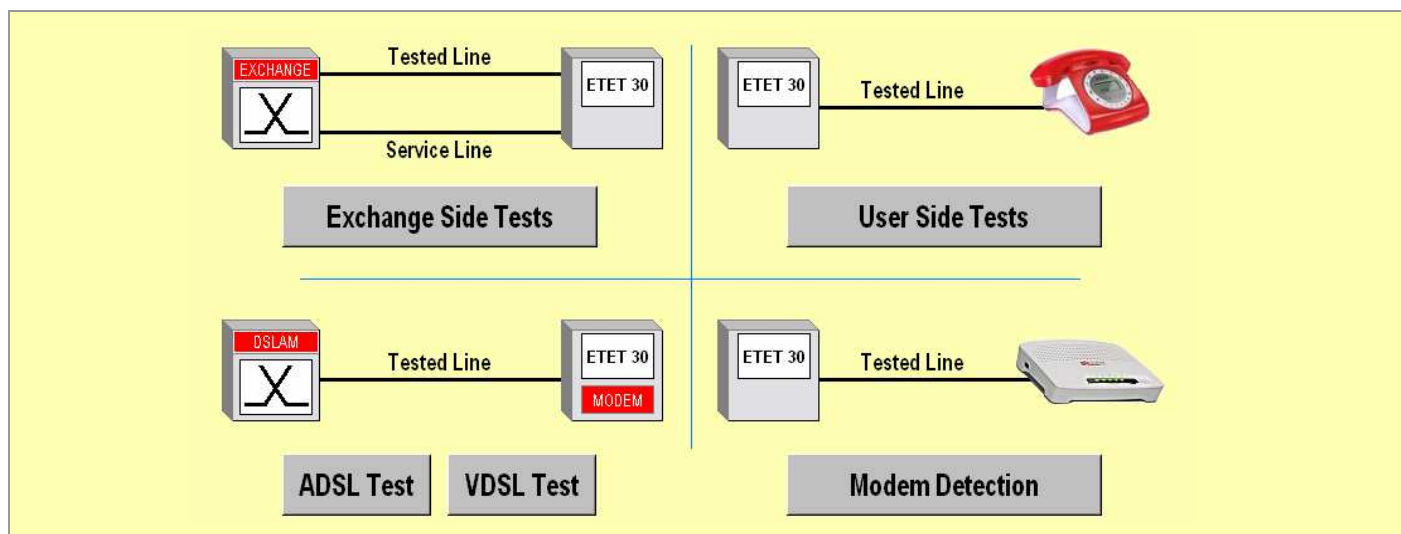 Tested Line
EXCHANGE
ETET 30
Service Line
Exchange Side Tests
ETET 30
Tested Line
User Side Tests
DSLAM
Tested Line
ETET 30
MODEM
ADSL Test
VDSL Test
ETET 30
Tested Line
Modem Detection